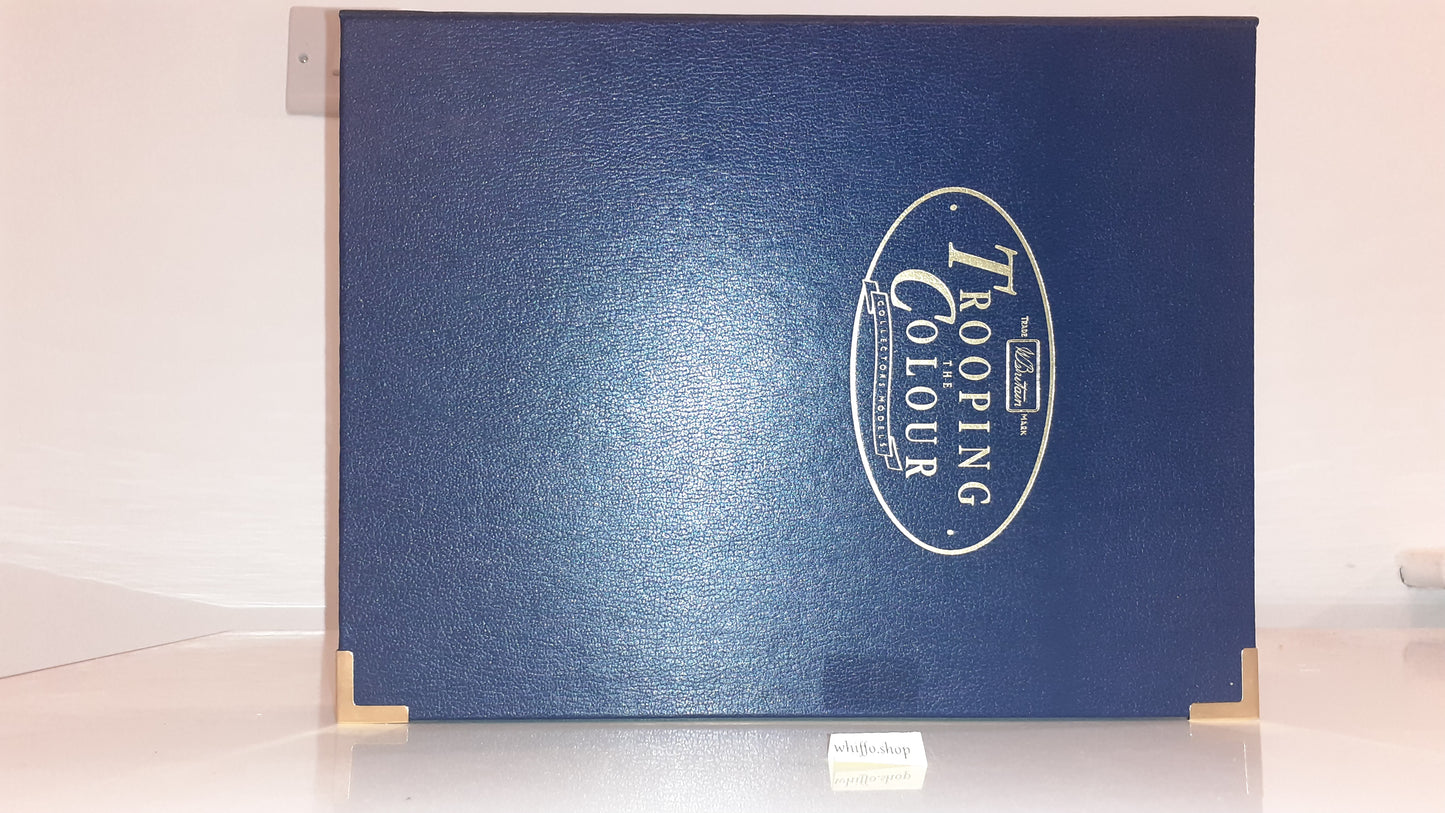 TRADE W.Britain MARK
TROOPING
THE
COLOUR
COLLECTORS MODELS
whiffo.shop